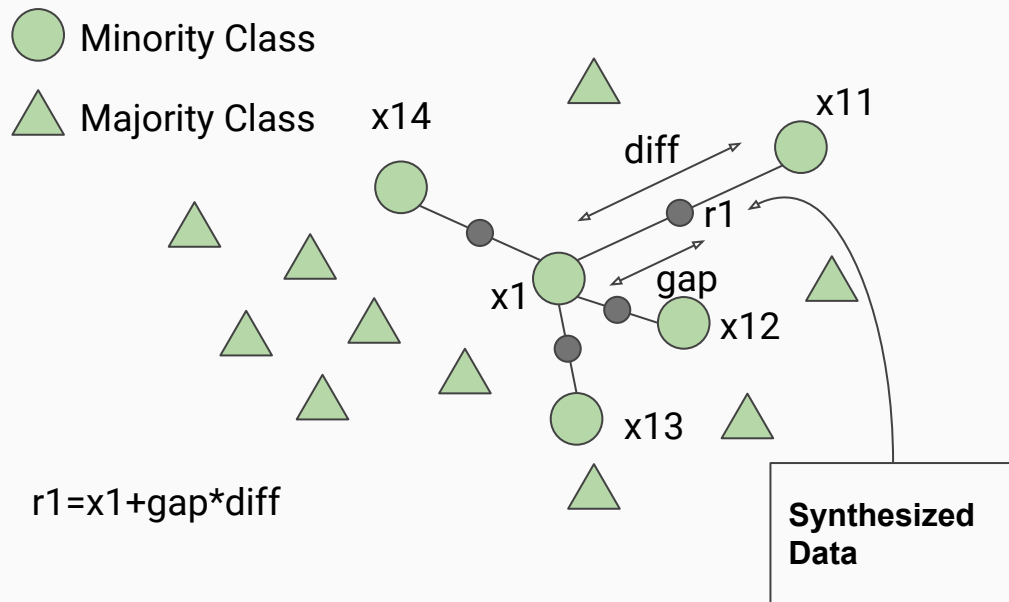 Minority Class
Majority Class
x14
x11
diff
r1
gap
x1
x12
x13
r1=x1+gap*diff
Synthesized
Data